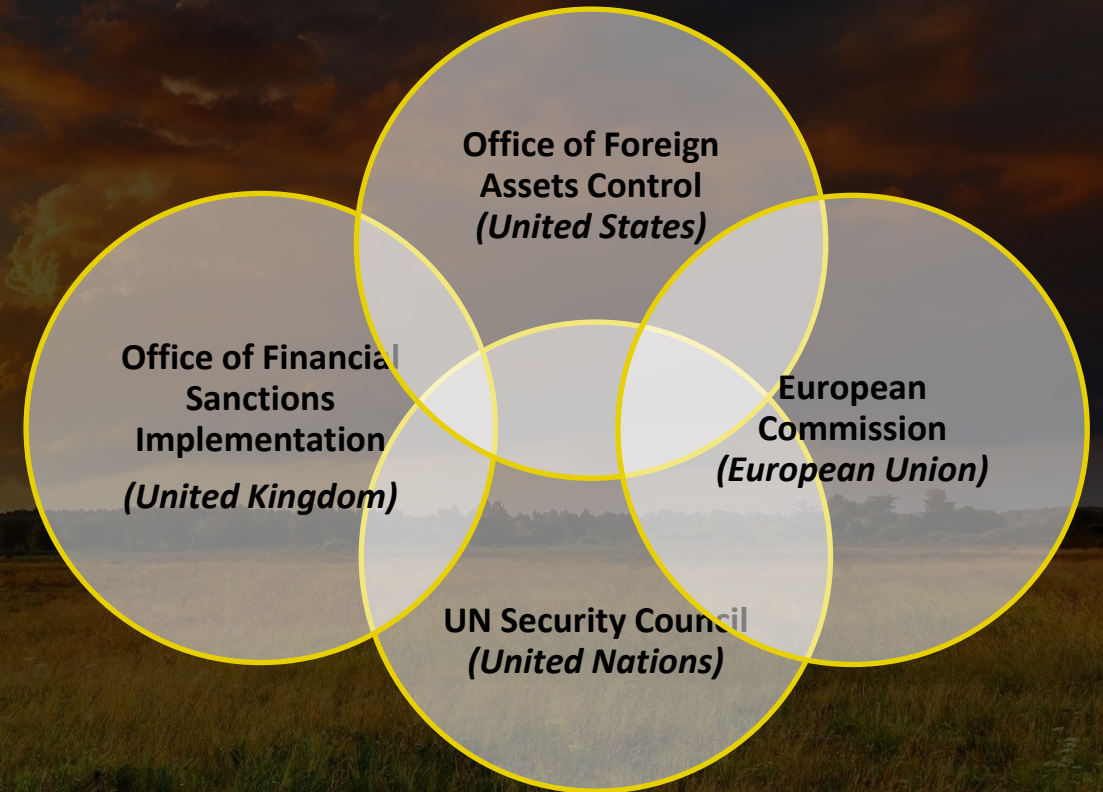 Office of Foreign
Assets Control
(United States)
Office of Financial
Sanctions
Implementation
(United Kingdom)
European
Commission
(European Union)
UN Security Council
(United Nations)